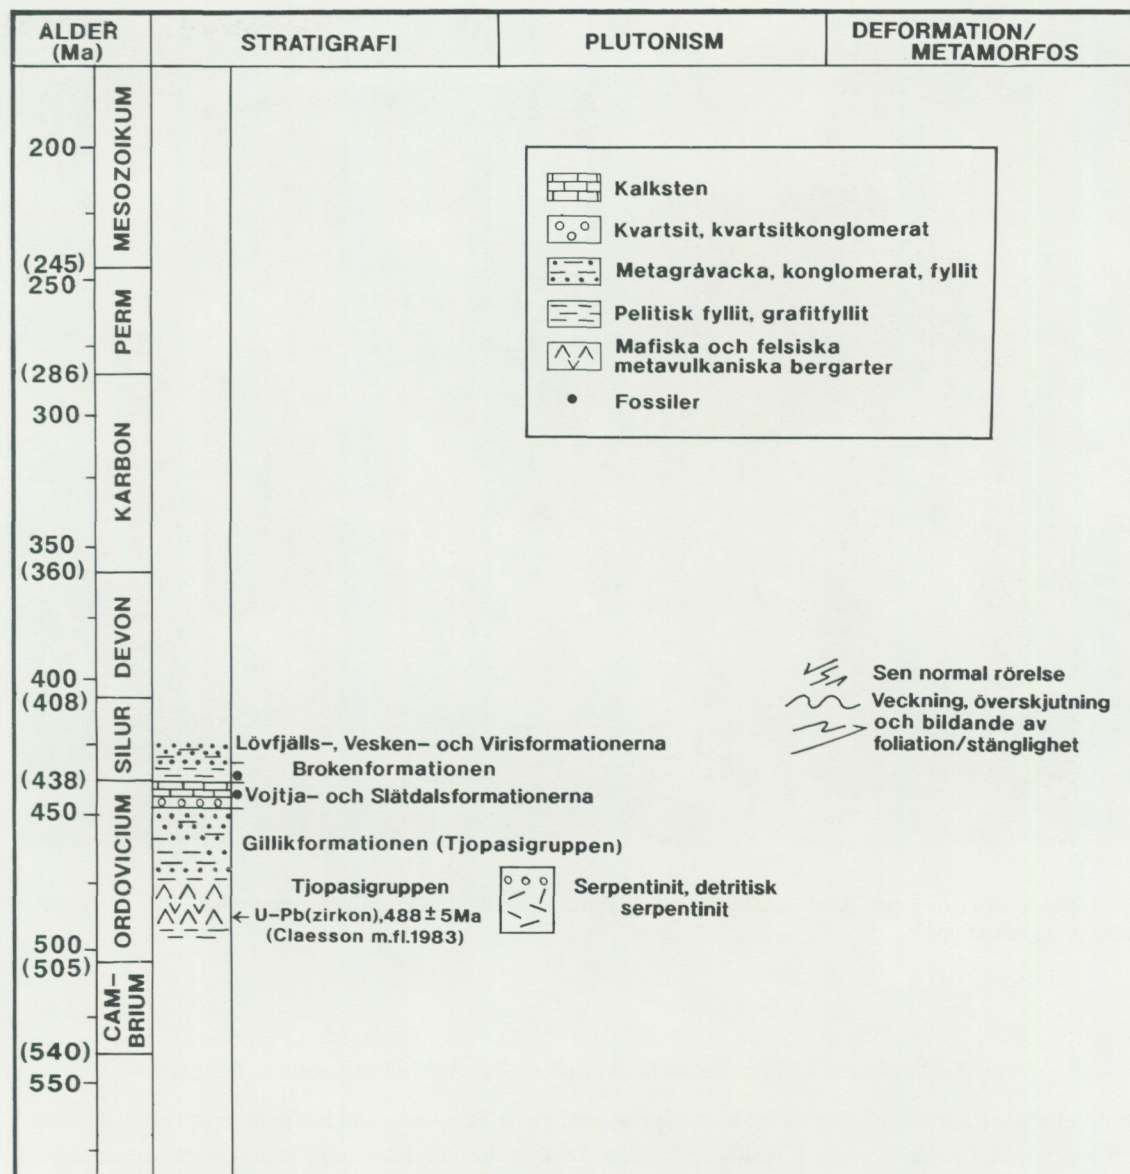 ÅLDER
(Ma)
STRATIGRAFI
PLUTONISM
DEFORMATION/
METAMORFOS
200
(245)
250
(286)
300
350
(360)
400
(408)
(438)
450
500
(505)
(540)
550
MESOZOIKUM
PERM
KARBON
DEVON
SILUR
ORDOVICIUM
CAM-
BRIUM
Kalksten
Kvartsit, kvartsitkonglomerat
Metagråvacka, konglomerat, fyllit
Pelitisk fyllit, grafitfyllit
Mafiska och felsiska
metavulkaniska bergarter
Fossiler
Lövfjälls-, Vesken- och Virisformationerna
Brokenformationen
Vojtja- och Slätdalsformationerna
Gillikformationen (Tjopasigruppen)
Tjopasigruppen
U-Pb(zirkon),488±5Ma
(Claesson m.fl.1983)
Serpentinit, detritisk
serpentinit
Sen normal rörelse
Veckning, överskjutning
och bildande av
foliation/stänglighet